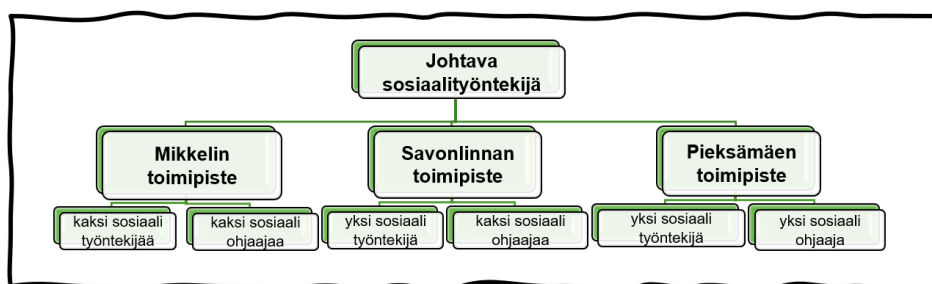 Johtava
sosiaalityöntekijä
Mikkelin
toimipiste
Savonlinnan
toimipiste
Pieksämäen
toimipiste
kaksi sosiaali
työntekijää
kaksi sosiaali
ohjaajaa
yksi sosiaali
työntekijä
kaksi sosiaali
ohjaajaa
yksi sosiaali
työntekijä
yksi sosiaali
ohjaaja